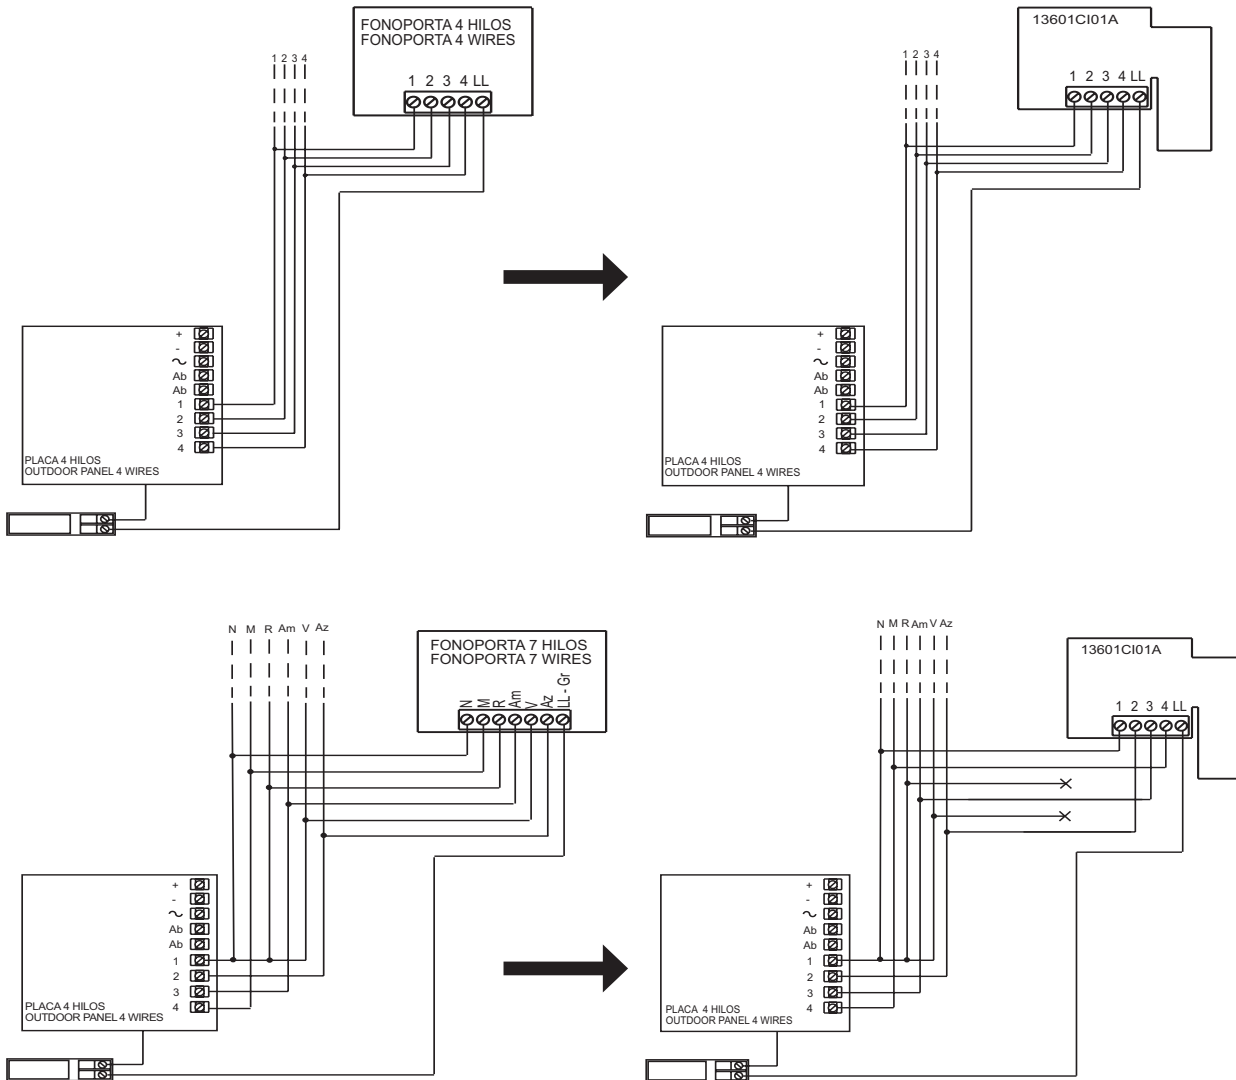 FONOPORTA 4 HILOS
FONOPORTA 4 WIRES
1 2 3 4
1 2 3 4 LL
+
-
~
Ab
Ab
1
2
3
4
PLACA 4 HILOS
OUTDOOR PANEL 4 WIRES
13601CI01A
1 2 3 4
1 2 3 4 LL
+
-
~
Ab
Ab
1
2
3
4
PLACA 4 HILOS
OUTDOOR PANEL 4 WIRES
N M R Am V Az
FONOPORTA 7 HILOS
FONOPORTA 7 WIRES
N M R Am V Az LL - Gr
+
-
~
Ab
Ab
1
2
3
4
PLACA 4 HILOS
OUTDOOR PANEL 4 WIRES
N M R Am V Az
13601CI01A
1 2 3 4 LL
+
-
~
Ab
Ab
1
2
3
4
PLACA 4 HILOS
OUTDOOR PANEL 4 WIRES